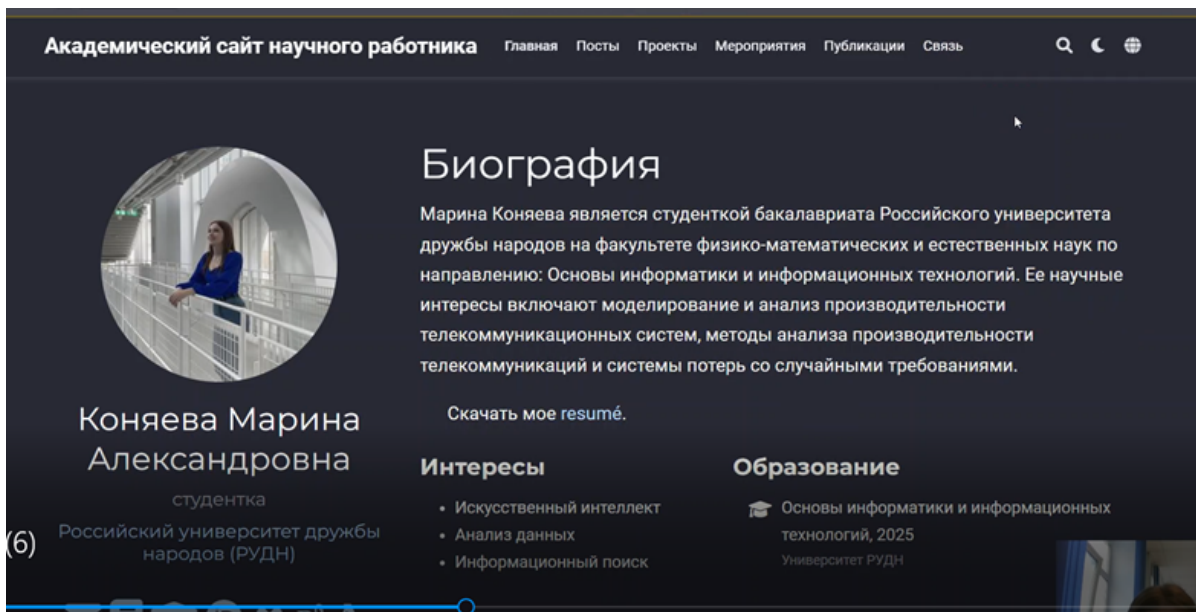 Академический сайт научного работника Главная Посты Проекты Мероприятия Публикации Связь
Биография
Марина Коняева является студенткой бакалавриата Российского университета
дружбы народов на факультете физико-математических и естественных наук по
направлению: Основы информатики и информационных технологий. Ее научные
интересы включают моделирование и анализ производительности
телекоммуникационных систем, методы анализа производительности
телекоммуникаций и системы потерь со случайными требованиями.
Скачать мое resumé.
Коняева Марина
Александровна
студентка
Российский университет дружбы
народов (РУДН)
(6)
Интересы
Искусственный интеллект
Анализ данных
Информационный поиск
Образование
Основы информатики и информационных
технологий, 2025
Университет РУДН